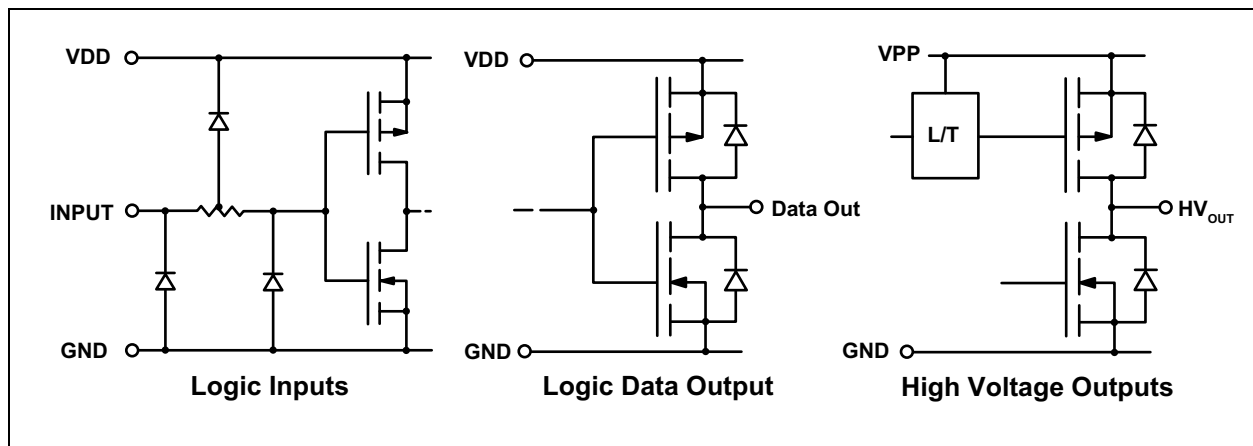 VDD
INPUT
GND
Logic Inputs
VDD
Data Out
GND
Logic Data Output
VPP
L/T
HVOUT
GND
High Voltage Outputs